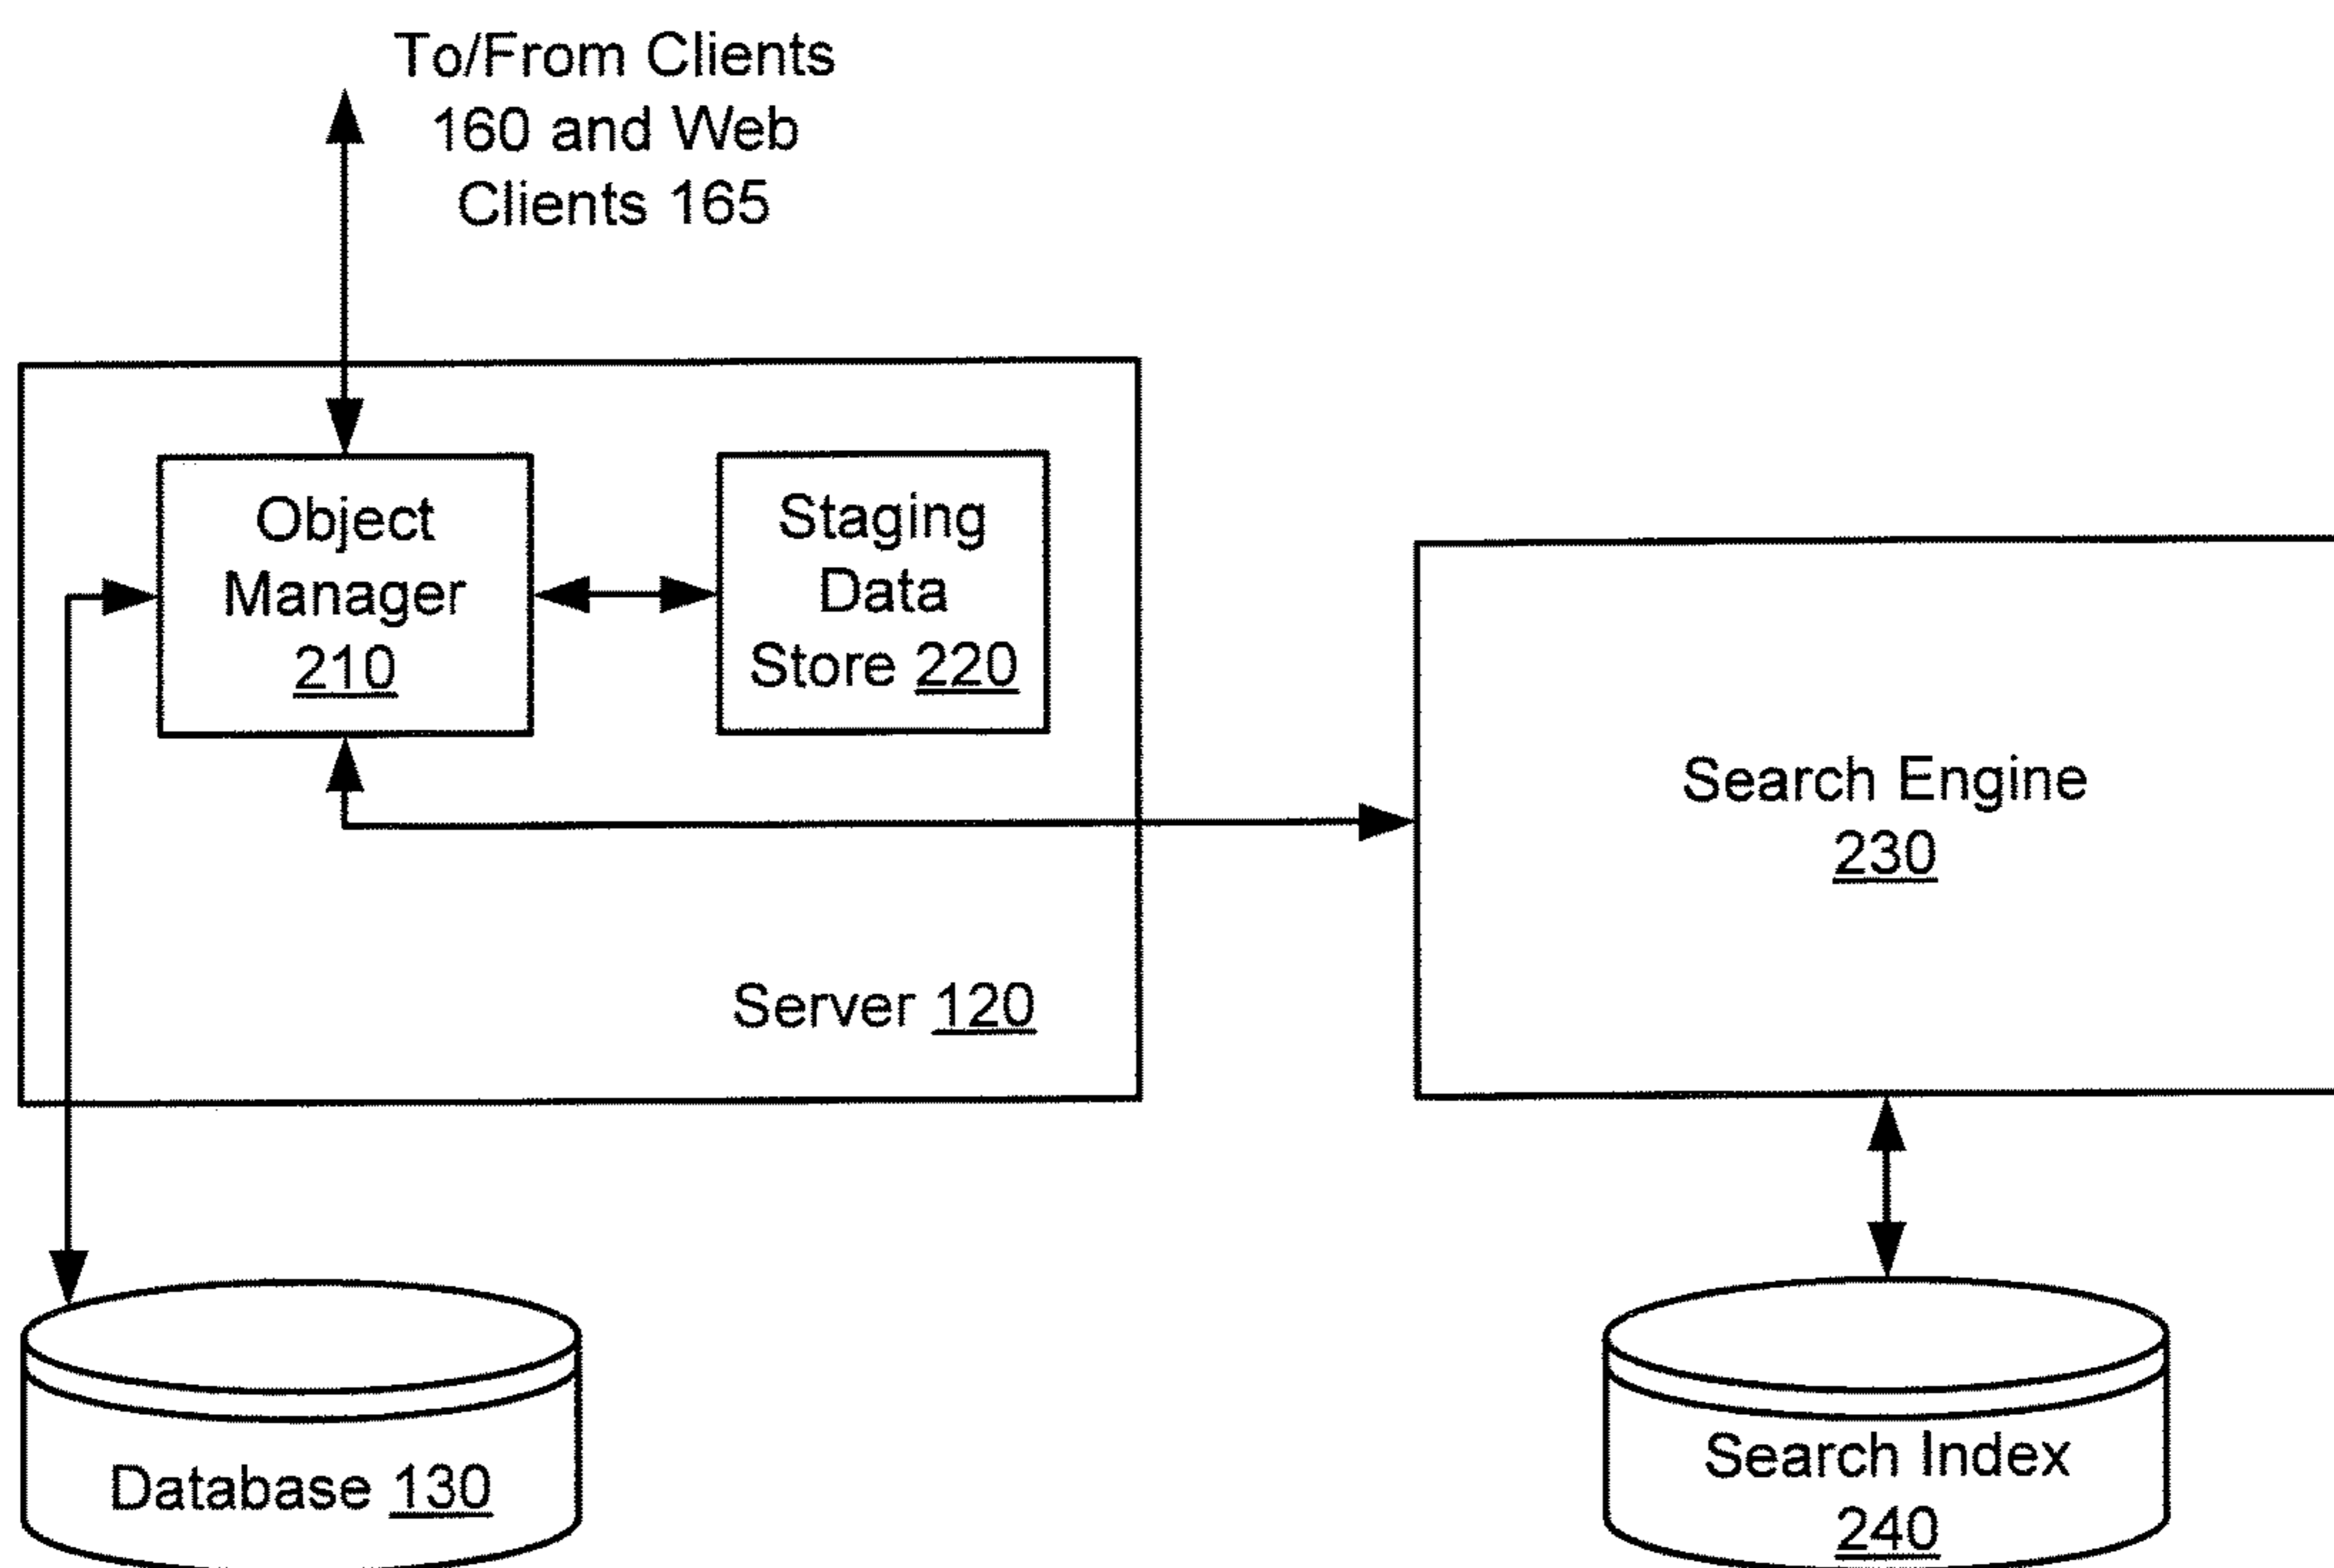 To/From Clients
160 and Web
Clients 165
Object
Manager
210
Staging
Data
Store 220
Search Engine
230
Server 120
Database 130
Search Index
240